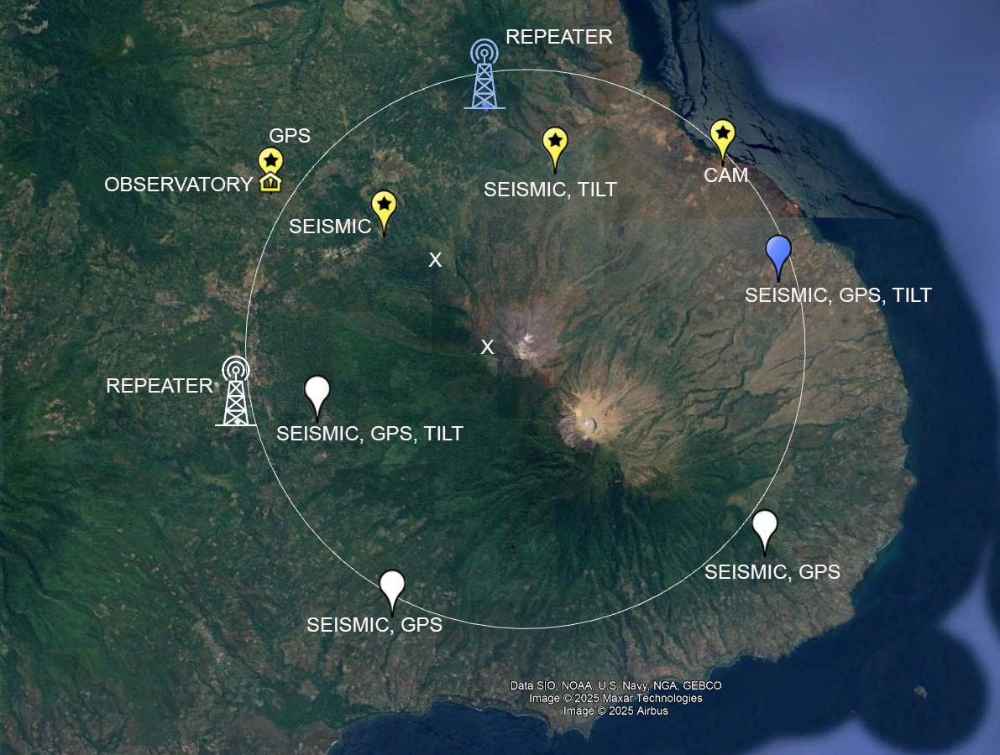 REPEATER
GPS
OBSERVATORY
SEISMIC, TILT
CAM
SEISMIC
X
SEISMIC, GPS, TILT
X
REPEATER
SEISMIC, GPS, TILT
SEISMIC, GPS
SEISMIC, GPS
Data SIO, NOAA, U.S. Navy, NGA, GEBCO
Image © 2025 Maxar Technologies
Image © 2025 Airbus